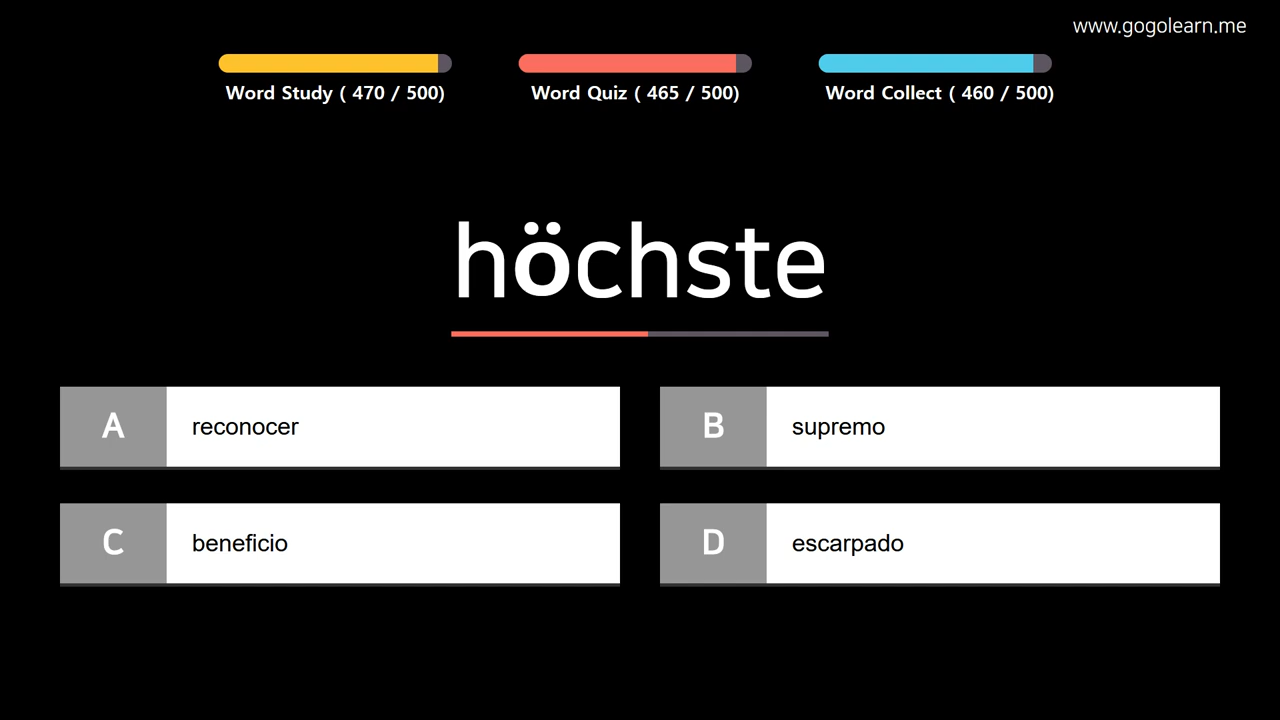 www.gogolearn.me
Word Study ( 470 / 500)
Word Quiz ( 465 / 500)
Word Collect ( 460 / 500)
höchste
A reconocer
B supremo
C beneficio
D escarpado